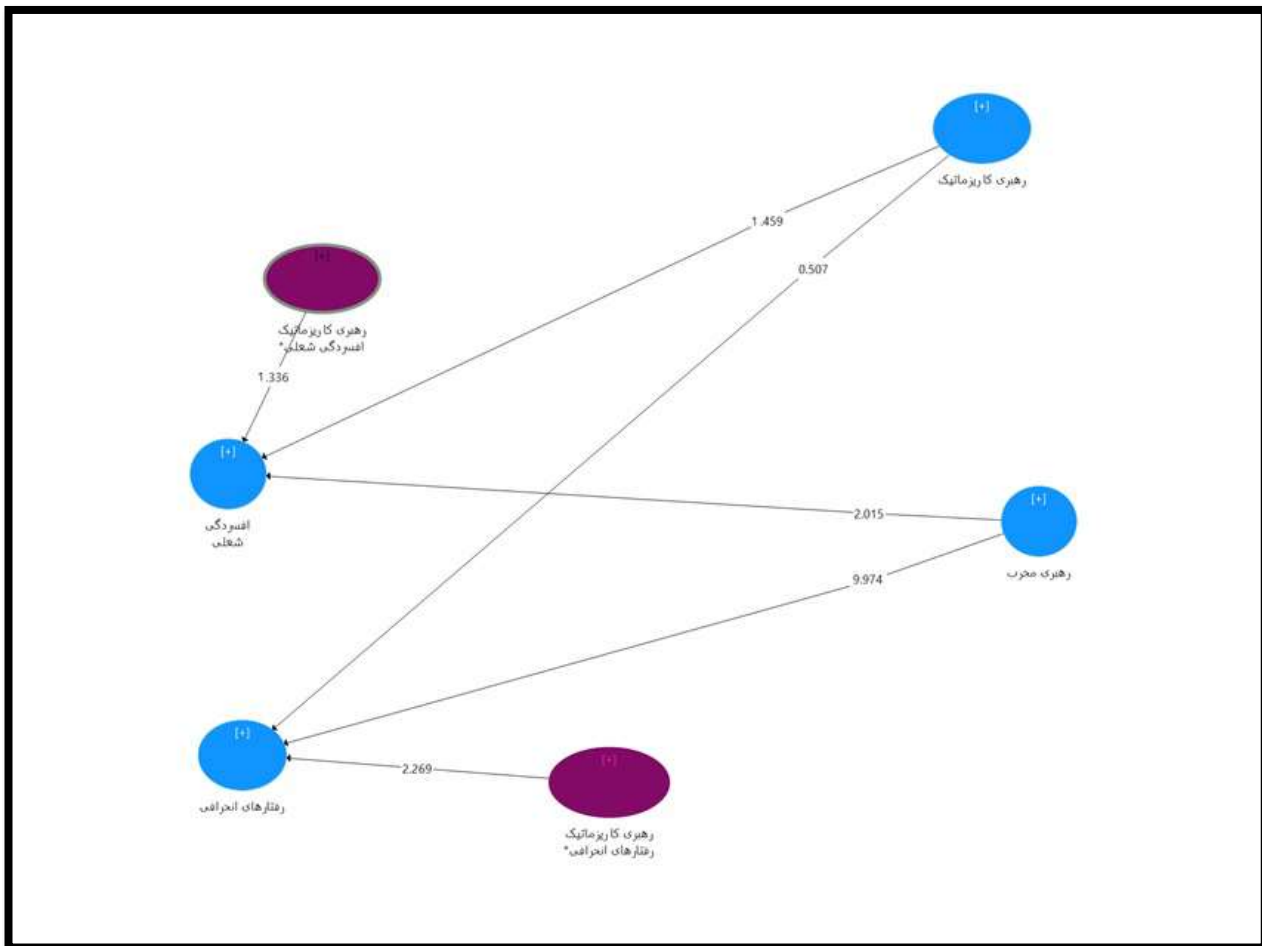 [+]
رهبری کاریزماتیک
1.459
0.507
[+]
رهبری کاریزماتیک
افسردگی شغلی*
1.336
[+]
افسردگی
شغلی
2.015
[+]
رهبری مخرب
9.974
[+]
رفتارهای انحرافی
2.269
[+]
رهبری کاریزماتیک
رفتارهای انحرافی*